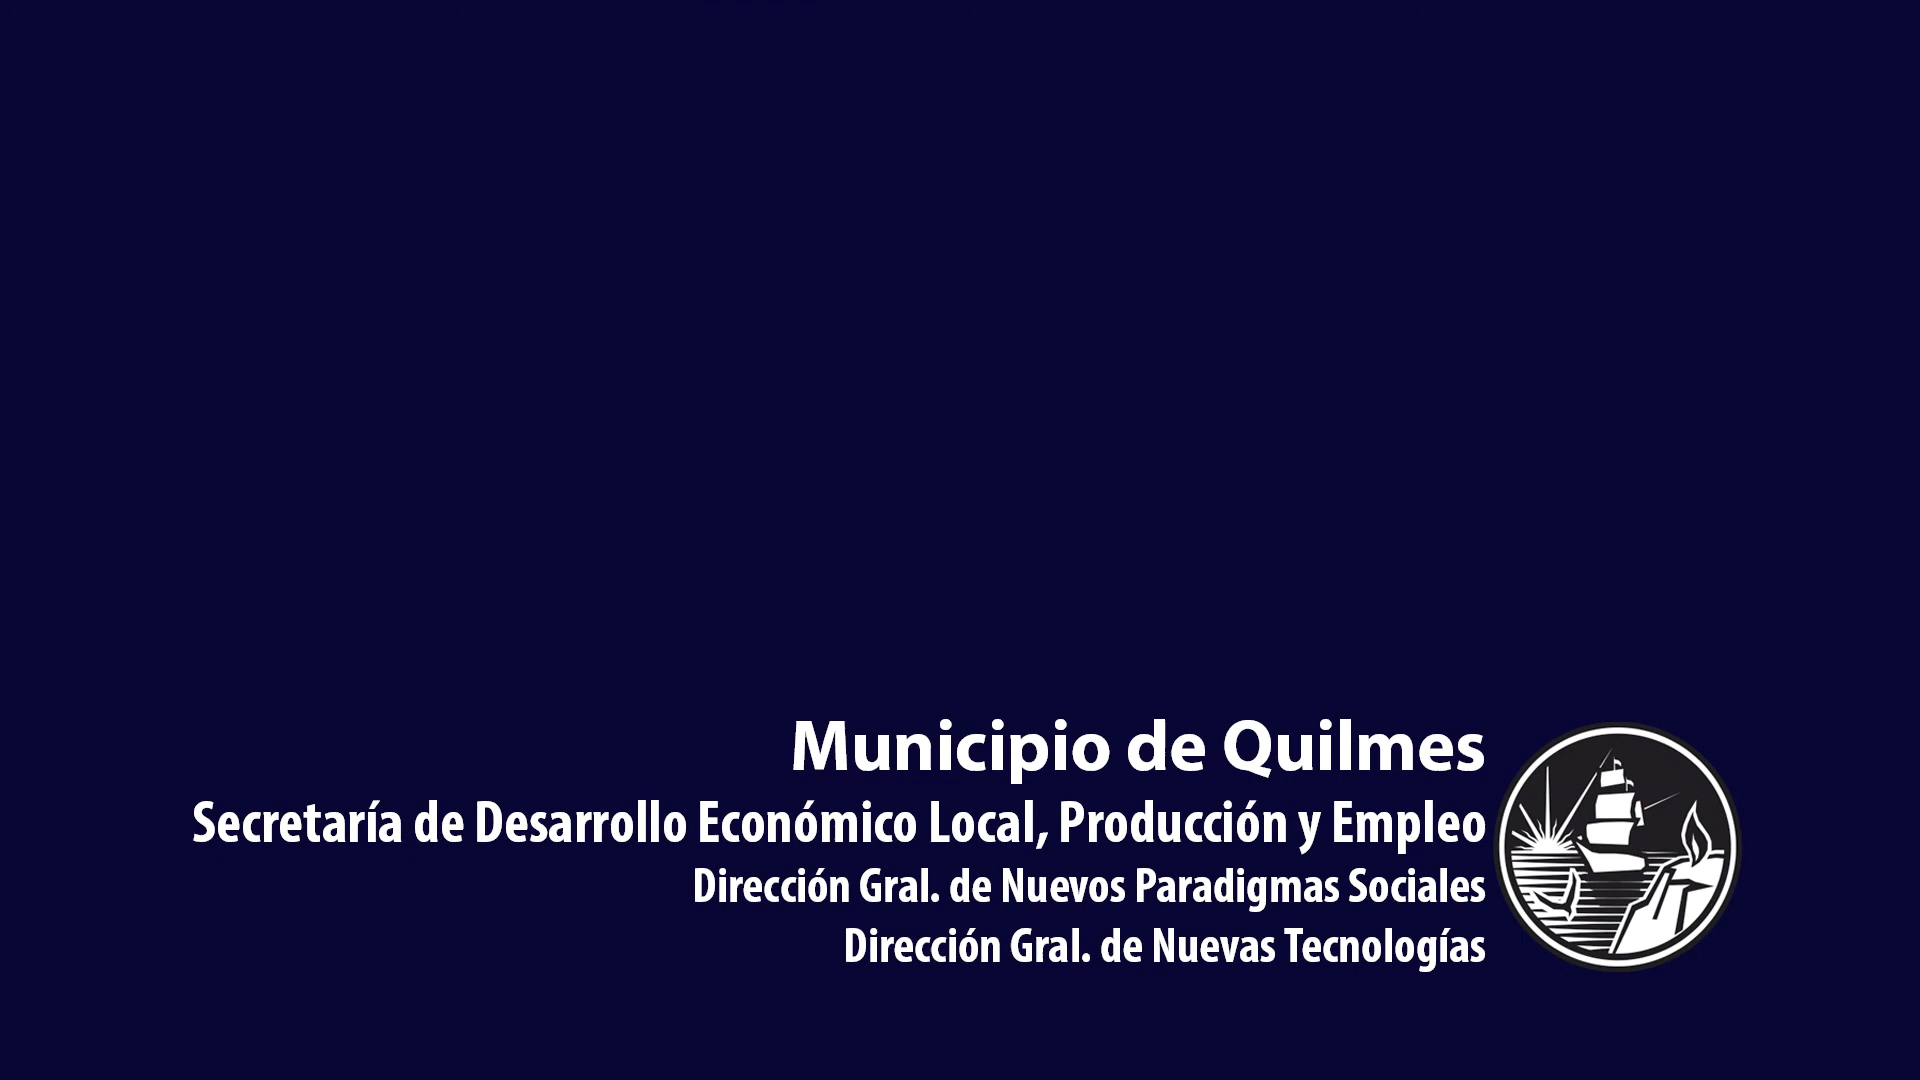 Municipio de Quilmes
Secretaría de Desarrollo Económico Local, Producción y Empleo
Dirección Gral. de Nuevos Paradigmas Sociales
Dirección Gral. de Nuevas Tecnologías